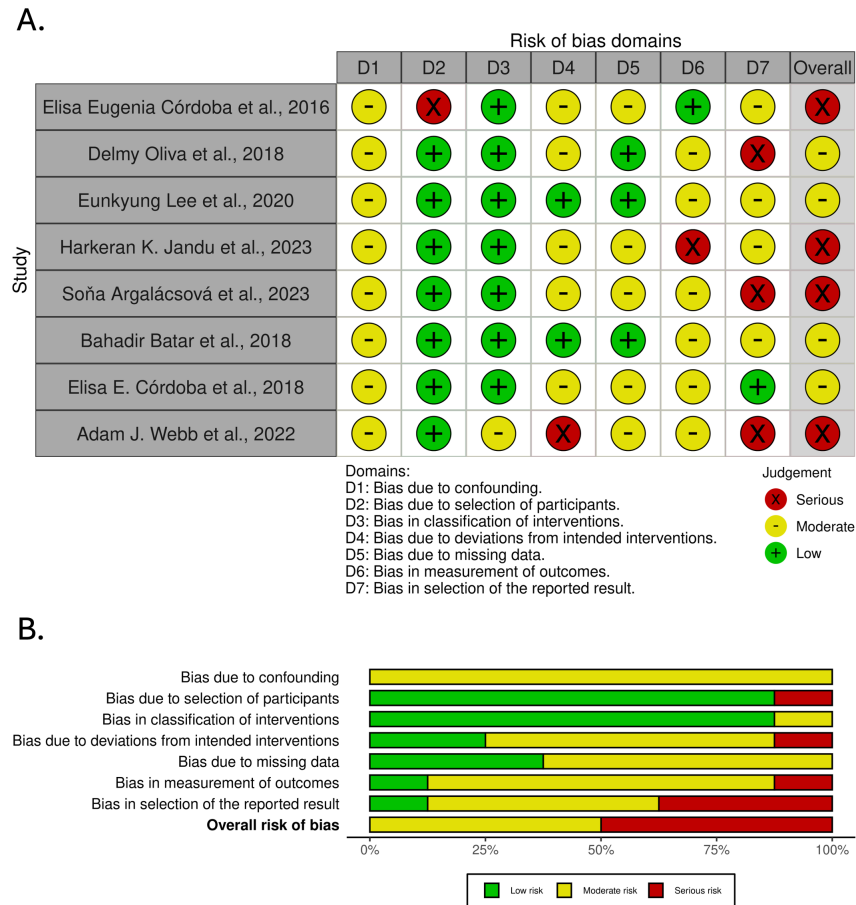 A.
Risk of bias domains
D1 D2 D3 D4 D5 D6 D7 Overall
Study
Elisa Eugenia Córdoba et al., 2016 - X + - - + - X
Delmy Oliva et al., 2018 - + + - + - X -
Eunkyung Lee et al., 2020 - + + + + - - -
Harkeran K. Jandu et al., 2023 - + + - - X - X
Soňa Argalácsová et al., 2023 - + + - - - X X
Bahadir Batar et al., 2018 - + + + + - - -
Elisa E. Córdoba et al., 2018 - + + - - - + -
Adam J. Webb et al., 2022 - + - X - - X X
Domains:
D1: Bias due to confounding.
D2: Bias due to selection of participants.
D3: Bias in classification of interventions.
D4: Bias due to deviations from intended interventions.
D5: Bias due to missing data.
D6: Bias in measurement of outcomes.
D7: Bias in selection of the reported result.
Judgement
X Serious
- Moderate
+ Low
B.
Bias due to confounding
Bias due to selection of participants
Bias in classification of interventions
Bias due to deviations from intended interventions
Bias due to missing data
Bias in measurement of outcomes
Bias in selection of the reported result
Overall risk of bias
0% 25% 50% 75% 100%
Low risk Moderate risk Serious risk